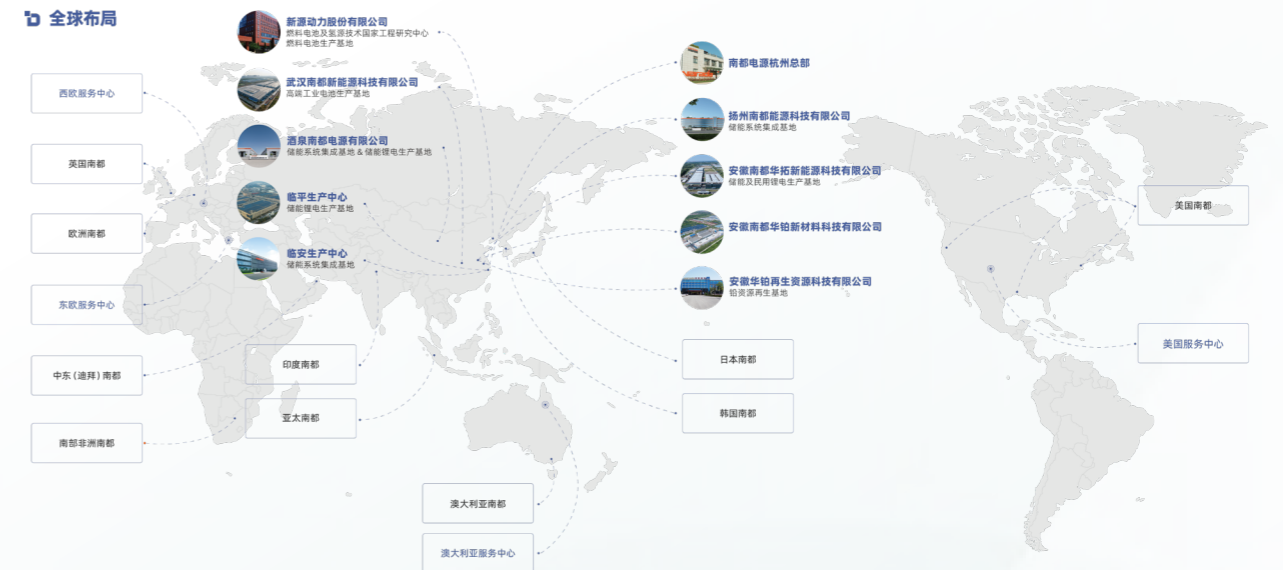 全球布局
新源动力股份有限公司
燃料电池及氢源技术国家工程研究中心
燃料电池生产基地
武汉南都新能源科技有限公司
高端工业电池生产基地
酒泉南都电源有限公司
储能系统集成基地 & 储能锂电生产基地
临平生产中心
储能锂电生产基地
临安生产中心
储能系统集成基地
南都电源杭州总部
扬州南都能源科技有限公司
储能系统集成基地
安徽南都华拓新能源科技有限公司
储能及民用锂电生产基地
安徽南都华铂新材料科技有限公司
安徽华铂再生资源科技有限公司
铅资源再生基地
西欧服务中心
英国南都
欧洲南都
东欧服务中心
中东（迪拜）南都
南部非洲南都
印度南都
亚太南都
澳大利亚南都
澳大利亚服务中心
日本南都
韩国南都
美国南都
美国服务中心